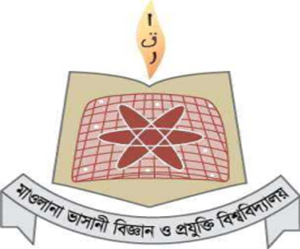 ا
ق
ر
মাওলানা ভাসানী বিজ্ঞান ও প্রযুক্তি বিশ্ববিদ্যালয়